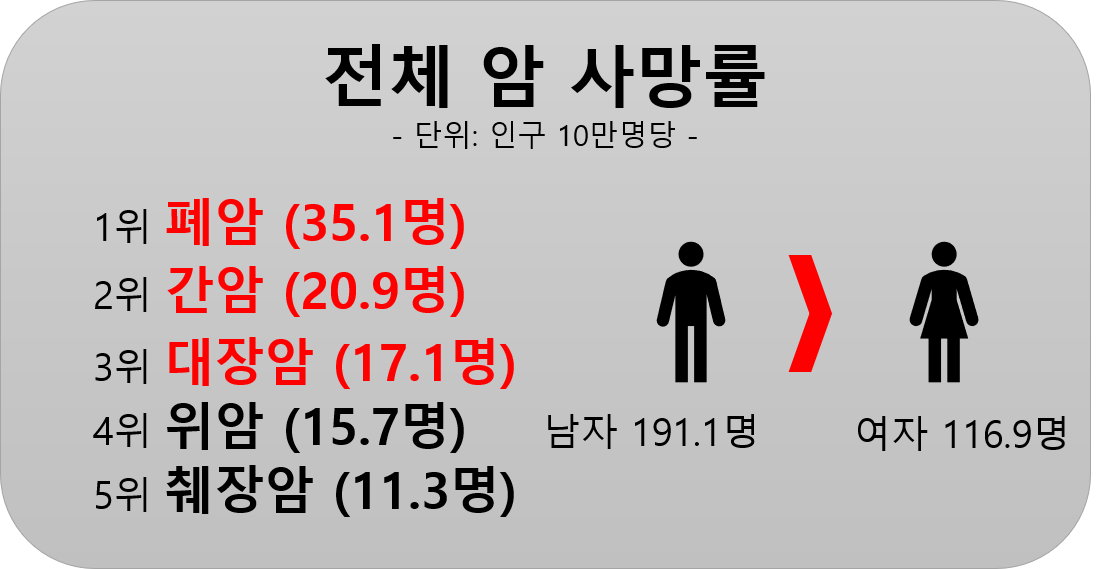 전체 암 사망률
- 단위: 인구 10만명당 -
1위 폐암 (35.1명)
2위 간암 (20.9명)
3위 대장암 (17.1명)
4위 위암 (15.7명)
5위 췌장암 (11.3명)
남자 191.1명
여자 116.9명